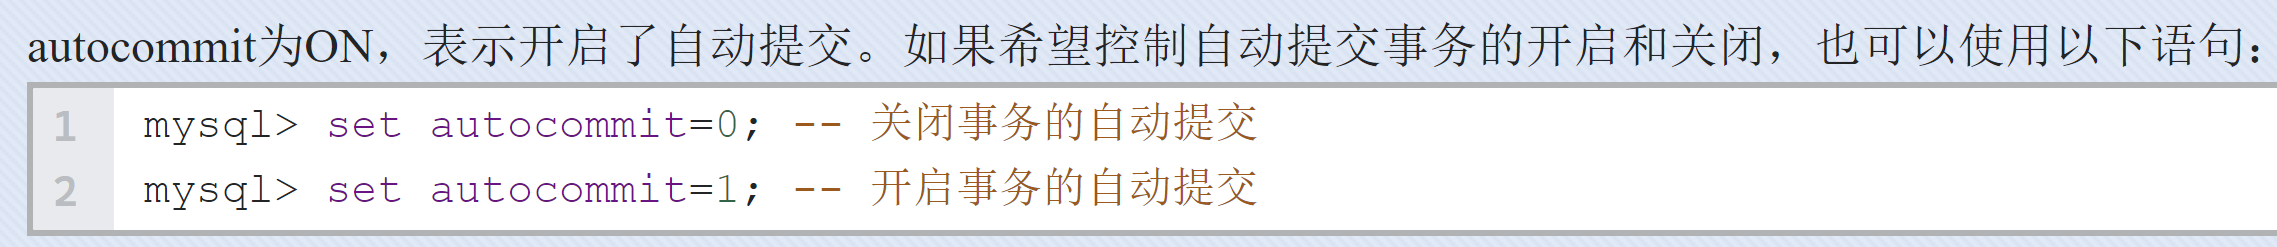 autocommit为ON，表示开启了自动提交。如果希望控制自动提交事务的开启和关闭，也可以使用以下语句：
1 mysql> set autocommit=0; -- 关闭事务的自动提交
2 mysql> set autocommit=1; -- 开启事务的自动提交